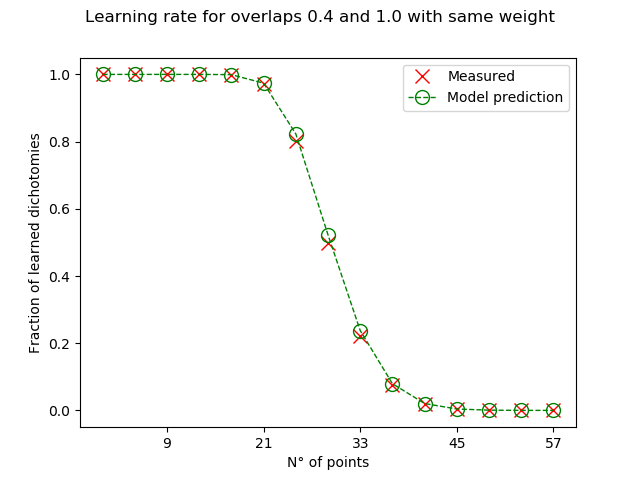 Learning rate for overlaps 0.4 and 1.0 with same weight
Measured
Model prediction
Fraction of learned dichotomies
1.0
0.8
0.6
0.4
0.2
0.0
9 21 33 45 57
N° of points